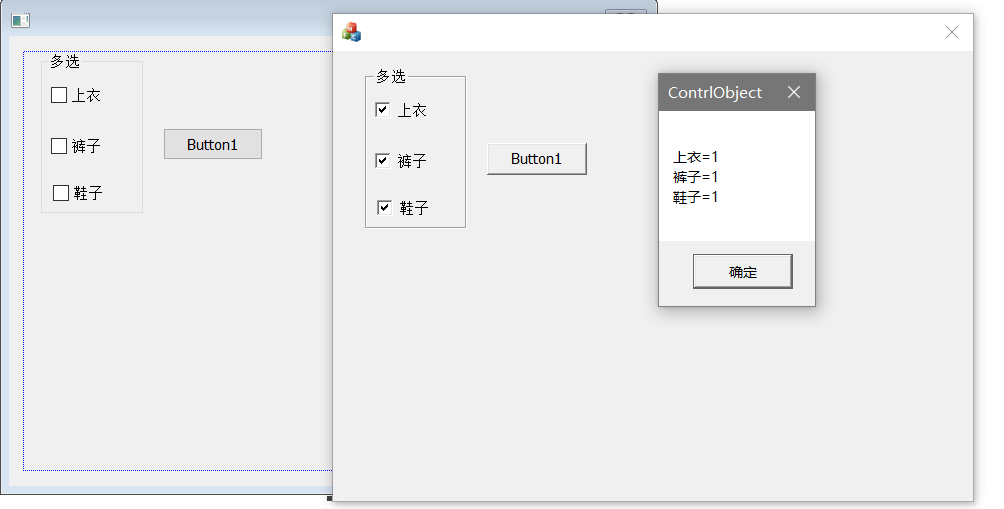 多选
上衣
裤子
鞋子
Button1
多选
上衣
裤子
鞋子
Button1
ContrlObject
上衣=1
裤子=1
鞋子=1
确定